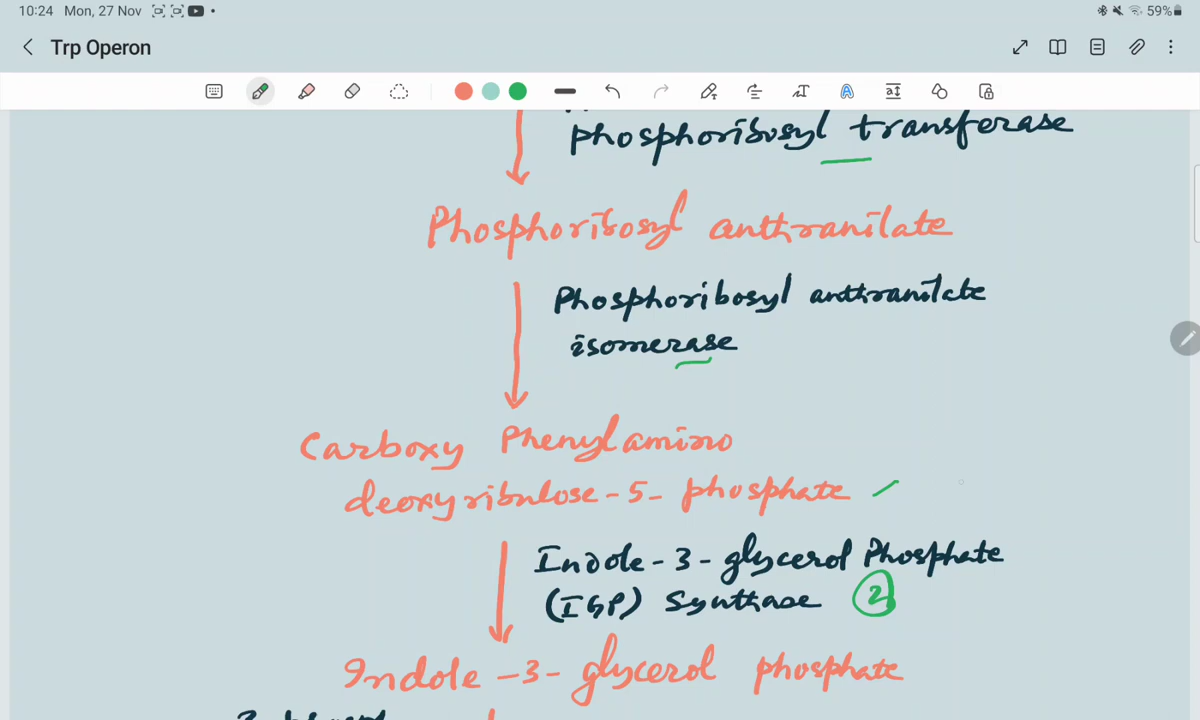 10:24 Mon, 27 Nov
59%
Trp Operon
Phosphoribosyl transferase
Phosphoribosyl anthranilate
Phosphoribosyl anthranilate
isomerase
Carboxy Phenylamino
deoxyribulose-5-phosphate
Indole-3-glycerol Phosphate
(IGP) Synthase 2
Indole-3-glycerol phosphate